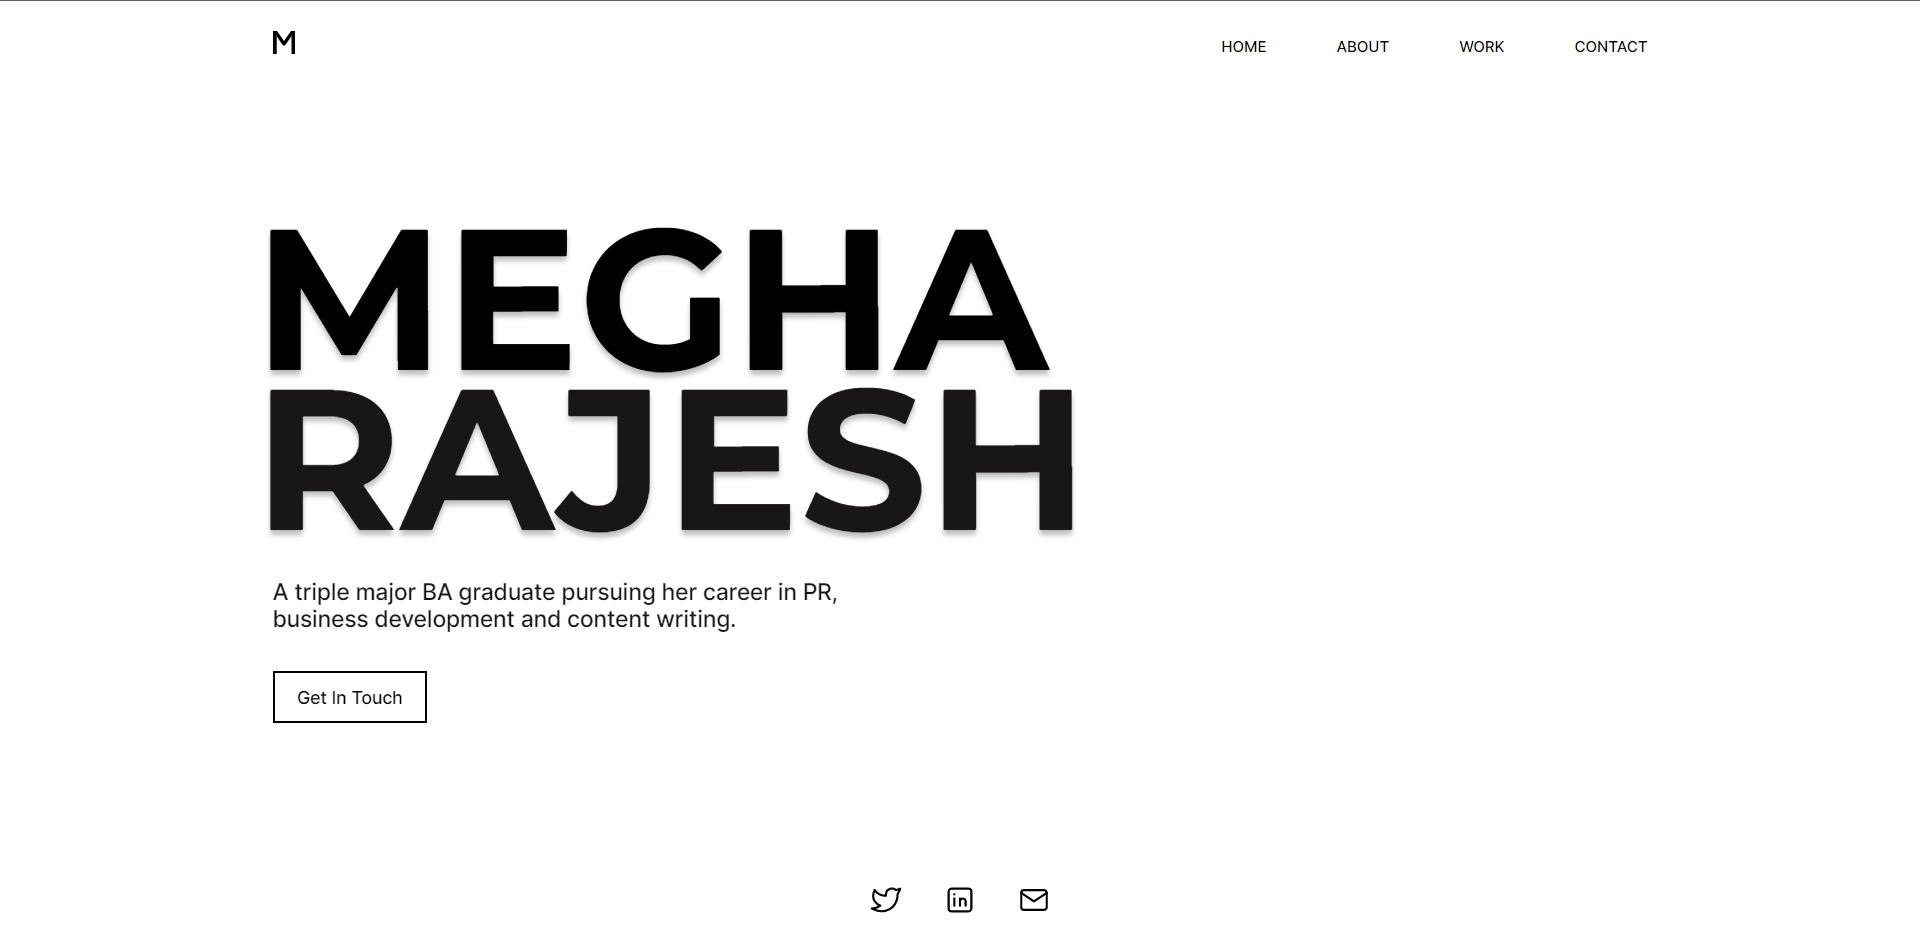 M
HOME ABOUT WORK CONTACT
MEGHA
RAJESH
A triple major BA graduate pursuing her career in PR,
business development and content writing.
Get In Touch
in